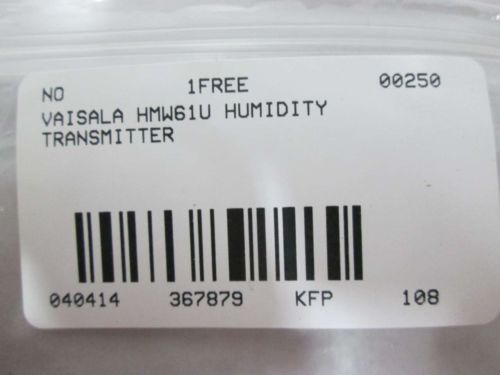 NO 1FREE 00250
VAISALA HMW61U HUMIDITY
TRANSMITTER
040414 367879 KFP 108